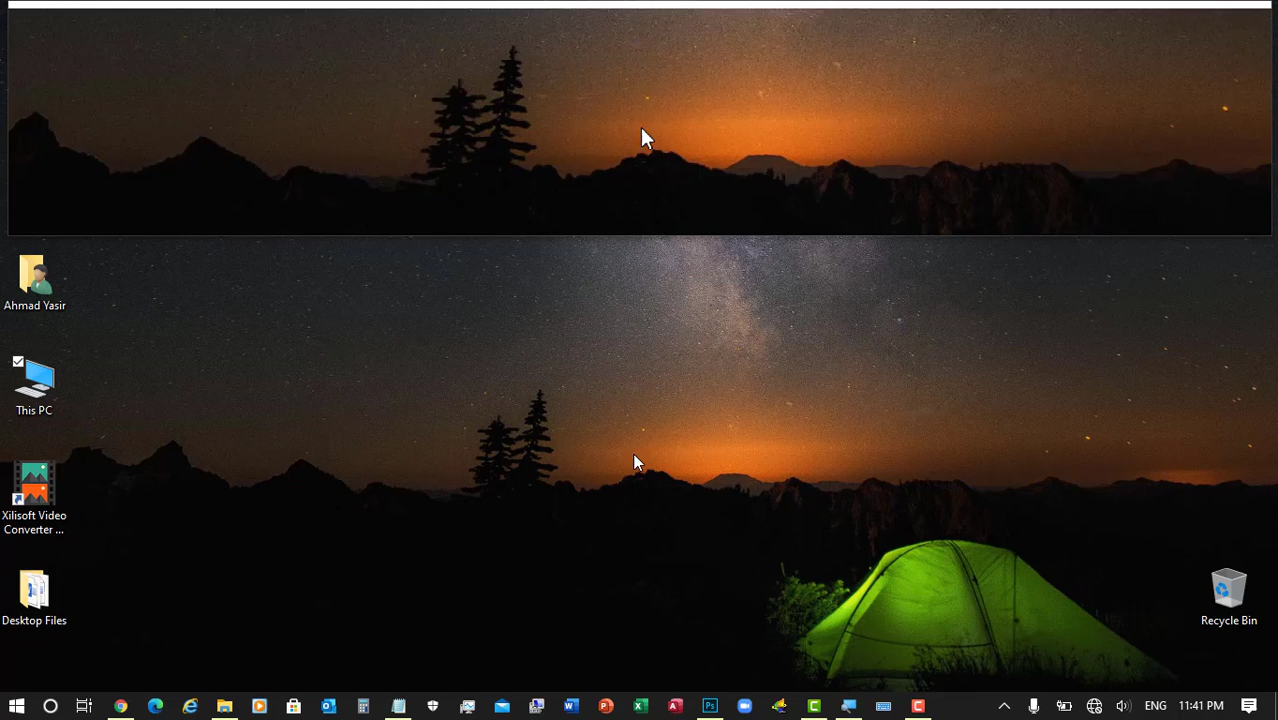 Ahmad Yasir
This PC
Xilisoft Video
Converter ...
Desktop Files
Recycle Bin
ENG
11:41 PM